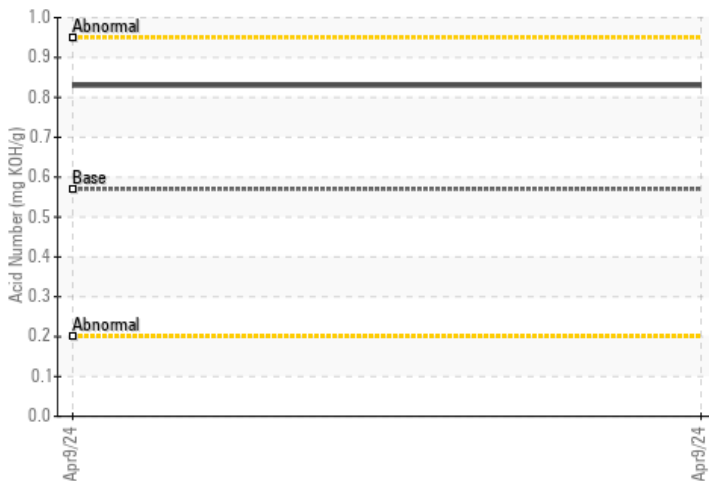 Acid Number (mg KOH/g)
1.0
0.9
0.8
0.7
0.6
0.5
0.4
0.3
0.2
0.1
0.0
Abnormal
Base
Abnormal
Apr9/24
Apr9/24